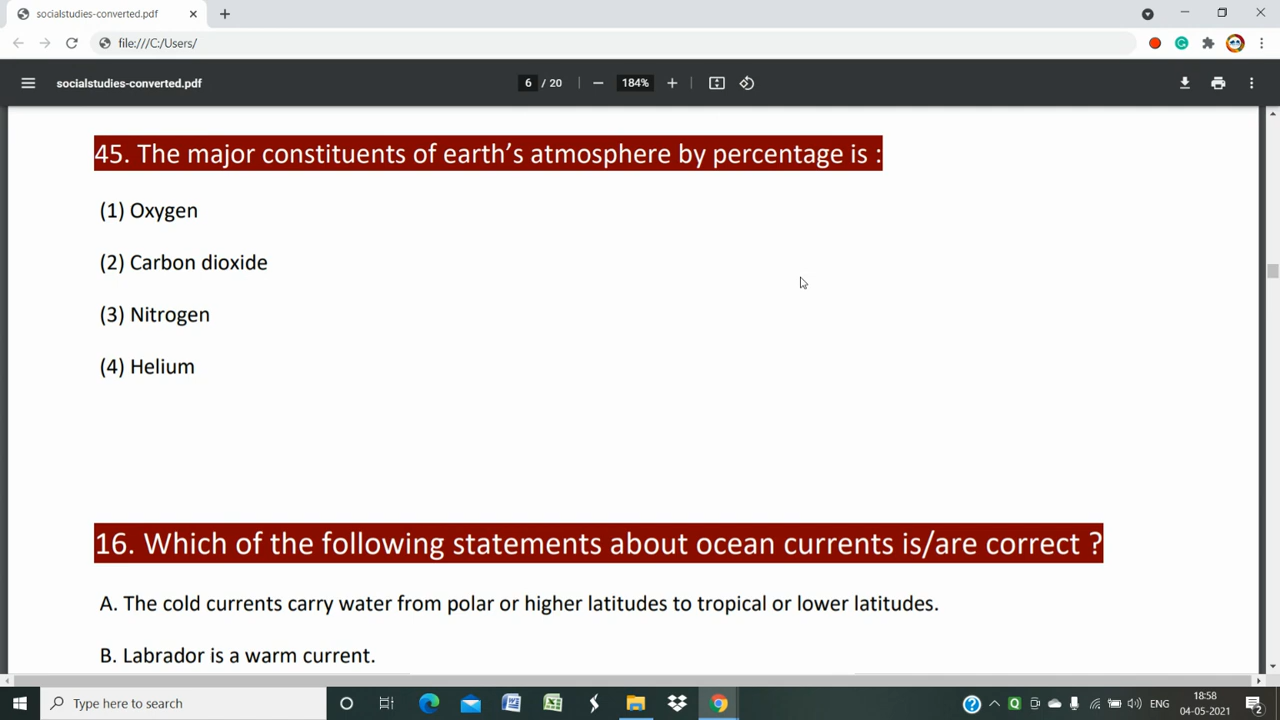 socialstudies-converted.pdf
file:///C:/Users/
socialstudies-converted.pdf
6 / 20
184%
45. The major constituents of earth’s atmosphere by percentage is :
(1) Oxygen
(2) Carbon dioxide
(3) Nitrogen
(4) Helium
16. Which of the following statements about ocean currents is/are correct ?
A. The cold currents carry water from polar or higher latitudes to tropical or lower latitudes.
B. Labrador is a warm current.
Type here to search
ENG
18:58
04-05-2021
2